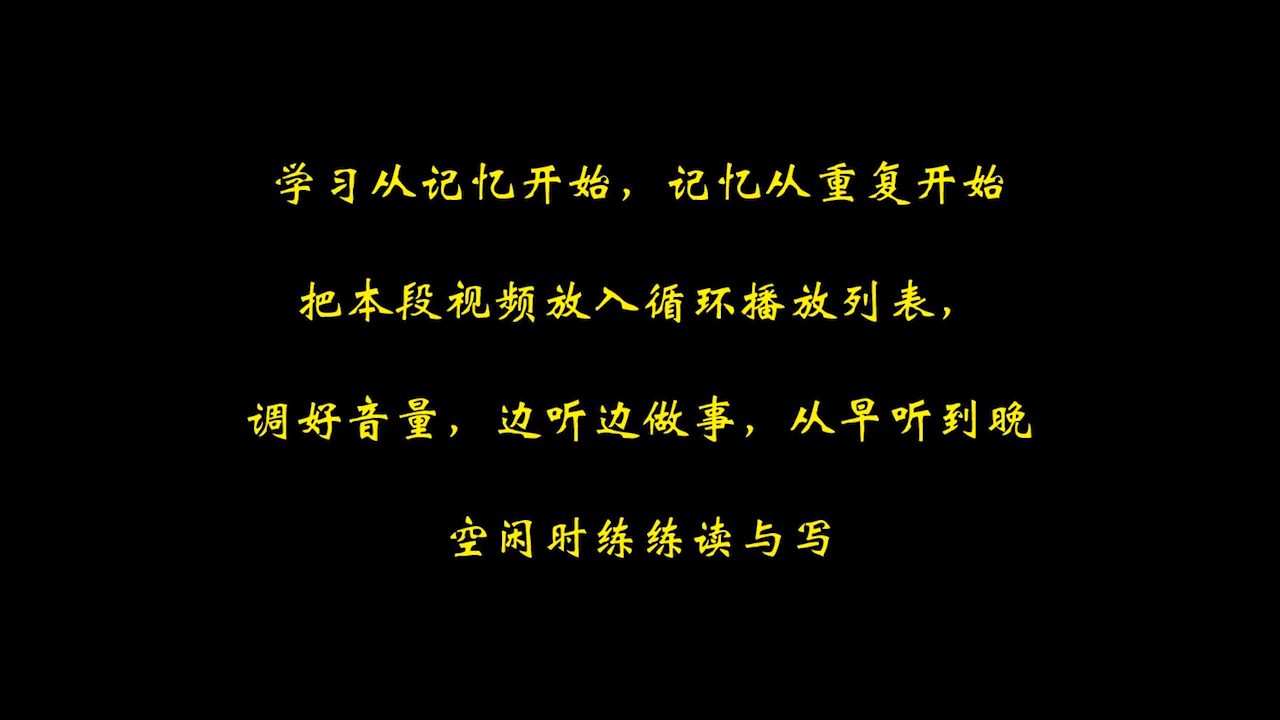 学习从记忆开始，记忆从重复开始
把本段视频放入循环播放列表，
调好音量，边听边做事，从早听到晚
空闲时练练读与写